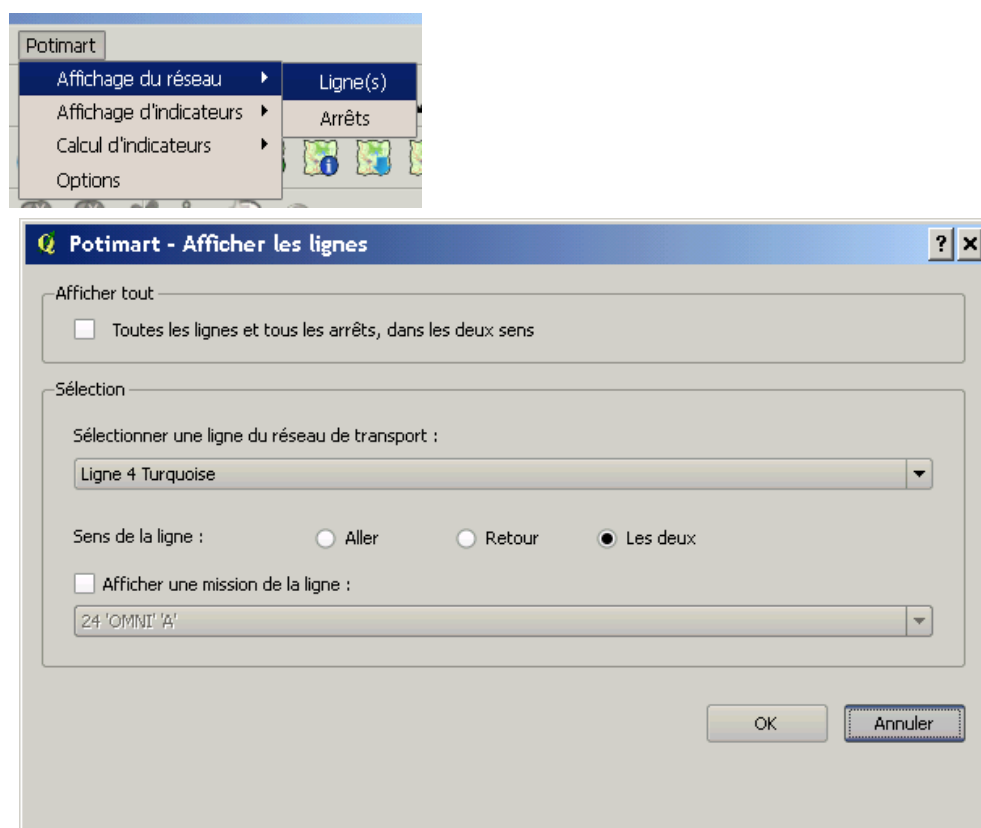 Potimart
Affichage du réseau
Ligne(s)
Affichage d'indicateurs
Arrêts
Calcul d'indicateurs
Options
Potimart - Afficher les lignes
Afficher tout
Toutes les lignes et tous les arrêts, dans les deux sens
Sélection
Sélectionner une ligne du réseau de transport :
Ligne 4 Turquoise
Sens de la ligne :
Aller
Retour
Les deux
Afficher une mission de la ligne :
24 'OMNI' 'A'
OK
Annuler